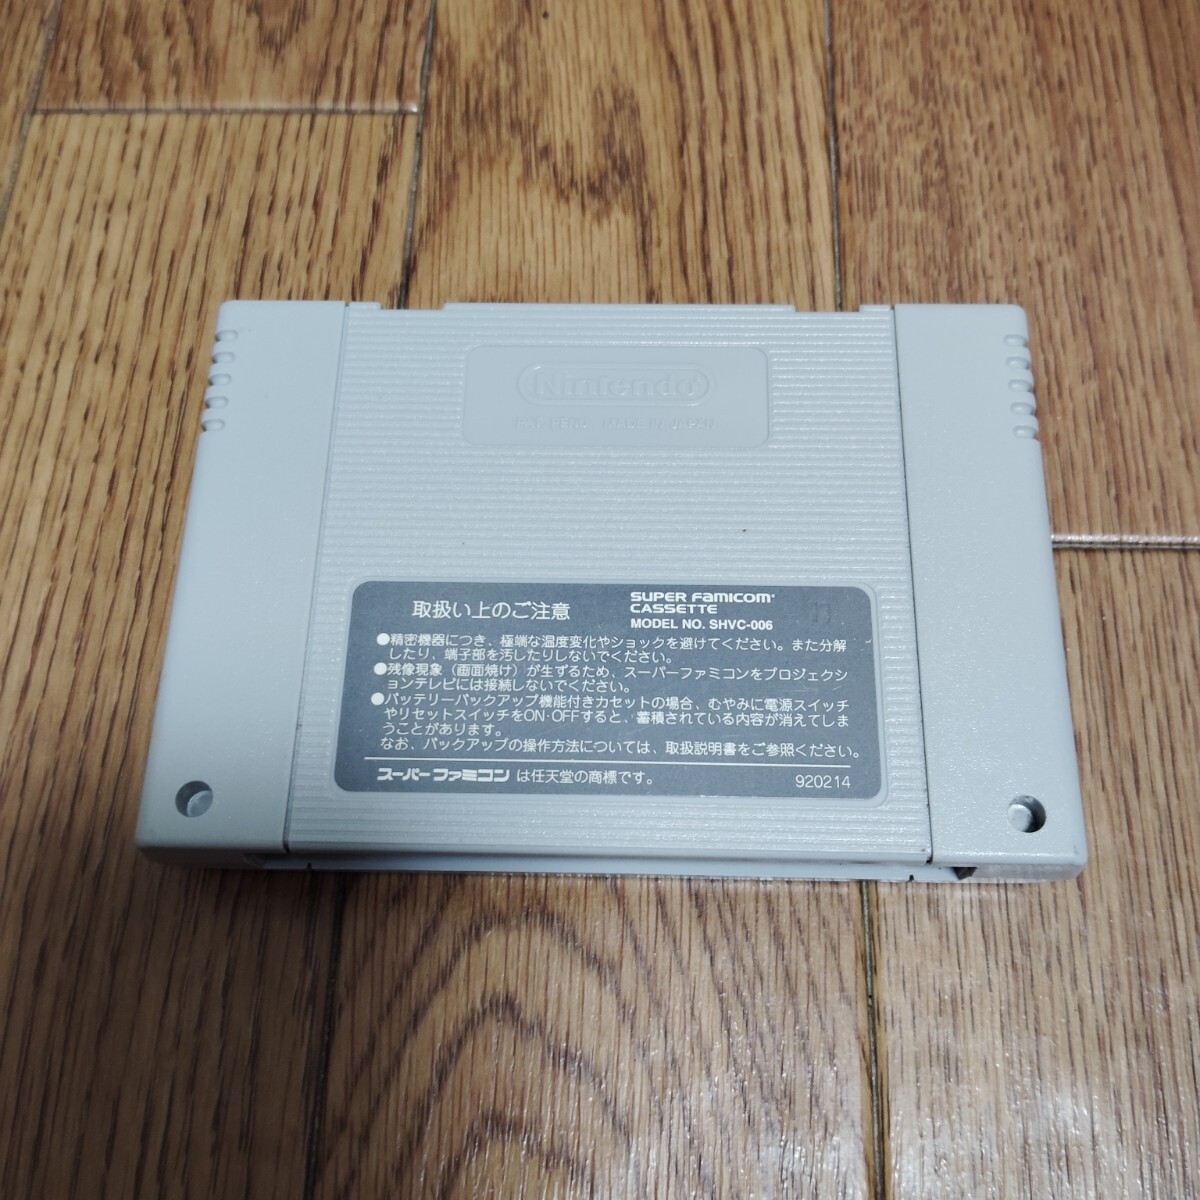 Nintendo
PAT. PEND. MADE IN JAPAN
取扱い上のご注意
SUPER FAMICOM
CASSETTE
MODEL NO. SHVC-006
11
●精密機器につき、極端な温度変化やショックを避けてください。また分解
したり、端子部を汚したりしないでください。
●残像現象（画面焼け）が生ずるため、スーパーファミコンをプロジェクシ
ョンテレビには接続しないでください。
●バッテリーバックアップ機能付きカセットの場合、むやみに電源スイッチ
やリセットスイッチをON・OFFすると、蓄積されている内容が消えてしま
うことがあります。
なお、バックアップの操作方法については、取扱説明書をご参照ください。
スーパーファミコンは任天堂の商標です。
920214